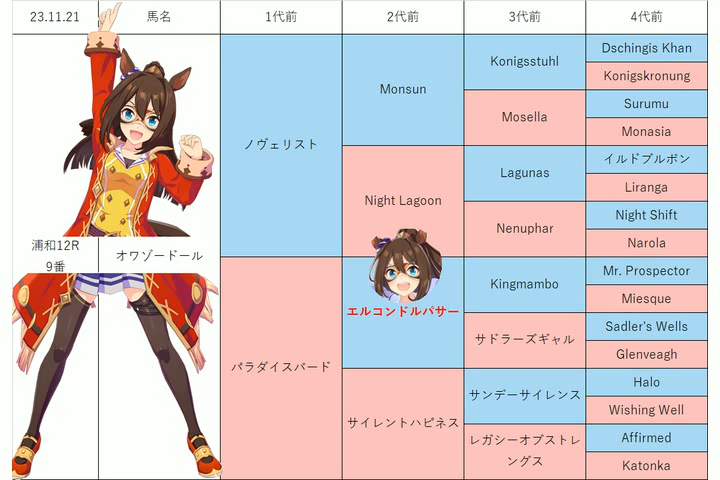 23.11.21 馬名 1代前 2代前 3代前 4代前
浦和12R
9番
オワゾードール
ノヴェリスト
パラダイスバード
Monsun
Night Lagoon
エルコンドルパサー
サイレントハピネス
Konigsstuhl
Mosella
Lagunas
Nenuphar
Kingmambo
サドラーズギャル
サンデーサイレンス
レガシーオブストレ
ングス
Dschingis Khan
Konigskronung
Surumu
Monasia
イルドブルボン
Liranga
Night Shift
Narola
Mr. Prospector
Miesque
Sadler's Wells
Glenveagh
Halo
Wishing Well
Affirmed
Katonka